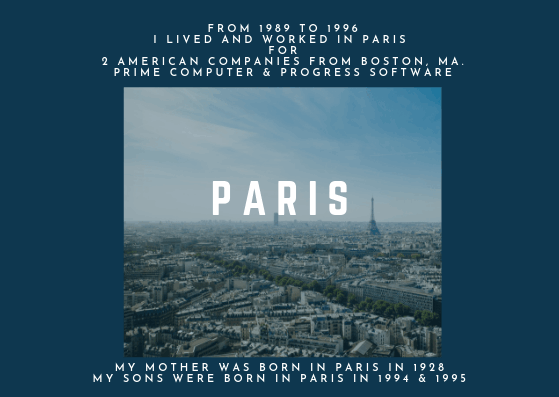 FROM 1989 TO 1996
I LIVED AND WORKED IN PARIS
FOR
2 AMERICAN COMPANIES FROM BOSTON, MA.
PRIME COMPUTER & PROGRESS SOFTWARE
PARIS
MY MOTHER WAS BORN IN PARIS IN 1928
MY SONS WERE BORN IN PARIS IN 1994 & 1995